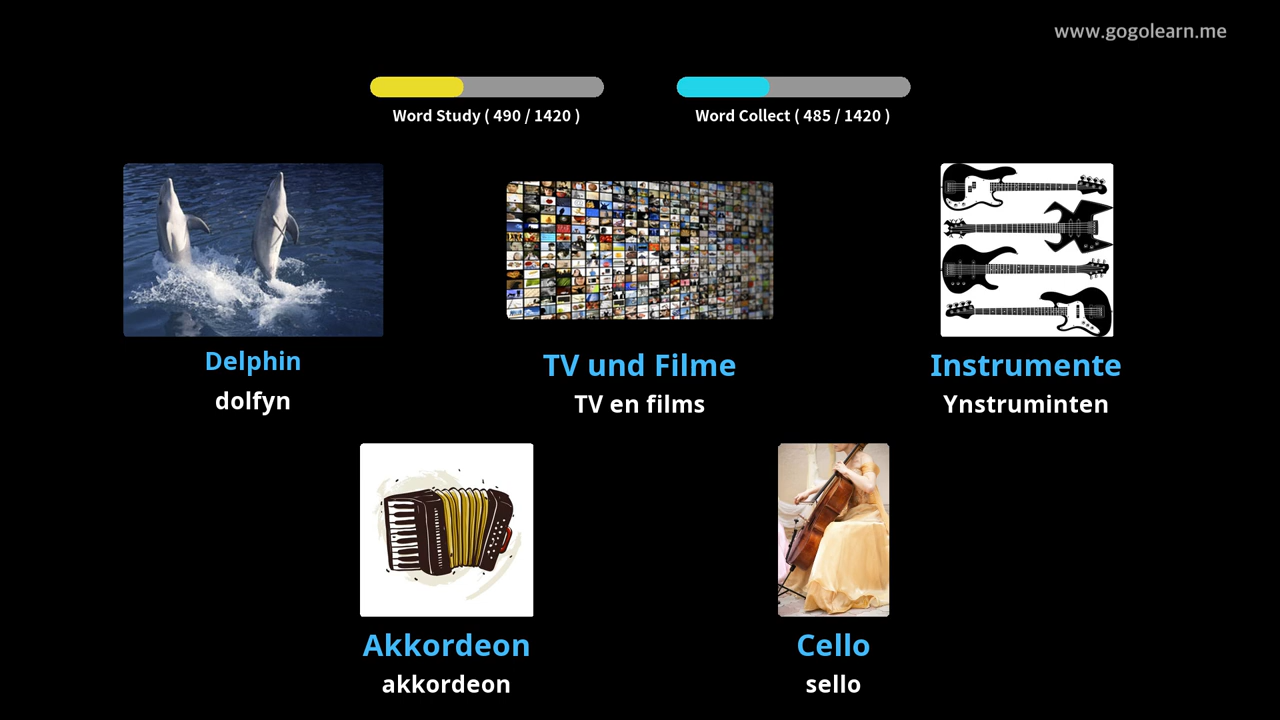 www.gogolearn.me
Word Study ( 490 / 1420 )
Word Collect ( 485 / 1420 )
Delphin
dolfyn
TV und Filme
TV en films
Instrumente
Ynstruminten
Akkordeon
akkordeon
Cello
sello